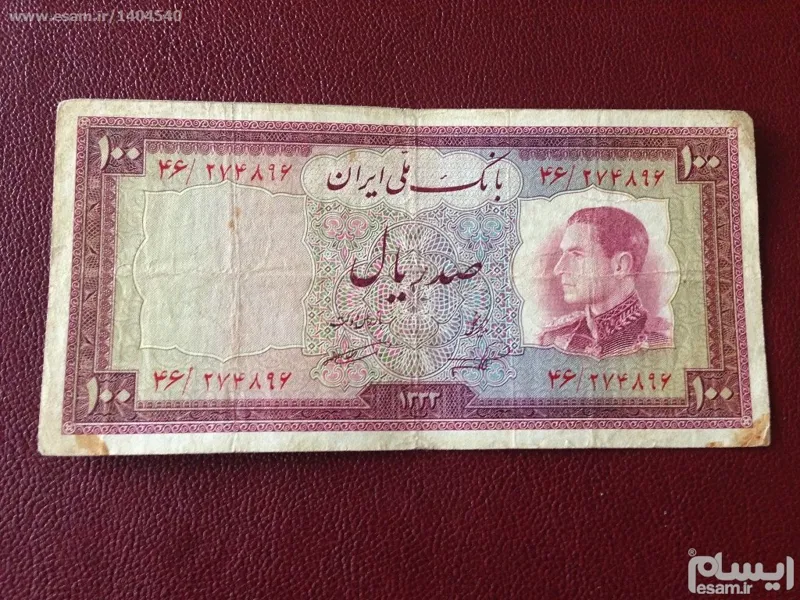 www.esam.ir/1404540
۱۰۰
۱۰۰
۴۶/۲۷۴۸۹۶
بانک ملّی ایران
۴۶/۲۷۴۸۹۶
صد ریال
۴۶/۲۷۴۸۹۶
۴۶/۲۷۴۸۹۶
۱۰۰
۱۳۳۳
۱۰۰
ایسام
esam.ir